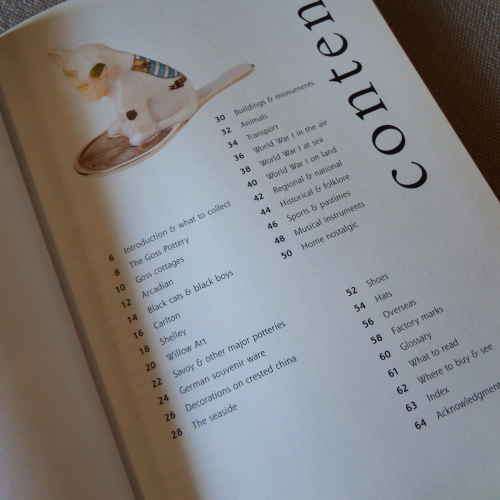 conten
6 Introduction & what to collect
8 The Goss Pottery
10 Goss cottages
12 Arcadian
14 Black cats & black boys
16 Carlton
18 Shelley
20 Willow Art
22 Savoy & other major potteries
24 German souvenir ware
26 Decorations on crested china
28 The seaside
30 Buildings & monuments
32 Animals
34 Transport
36 World War I in the air
38 World War I at sea
40 World War I on land
42 Regional & national
44 Historical & folklore
46 Sports & pastimes
48 Musical instruments
50 Home nostalgic
52 Shoes
54 Hats
56 Overseas
58 Factory marks
60 Glossary
61 What to read
62 Where to buy & see
63 Index
64 Acknowledgme